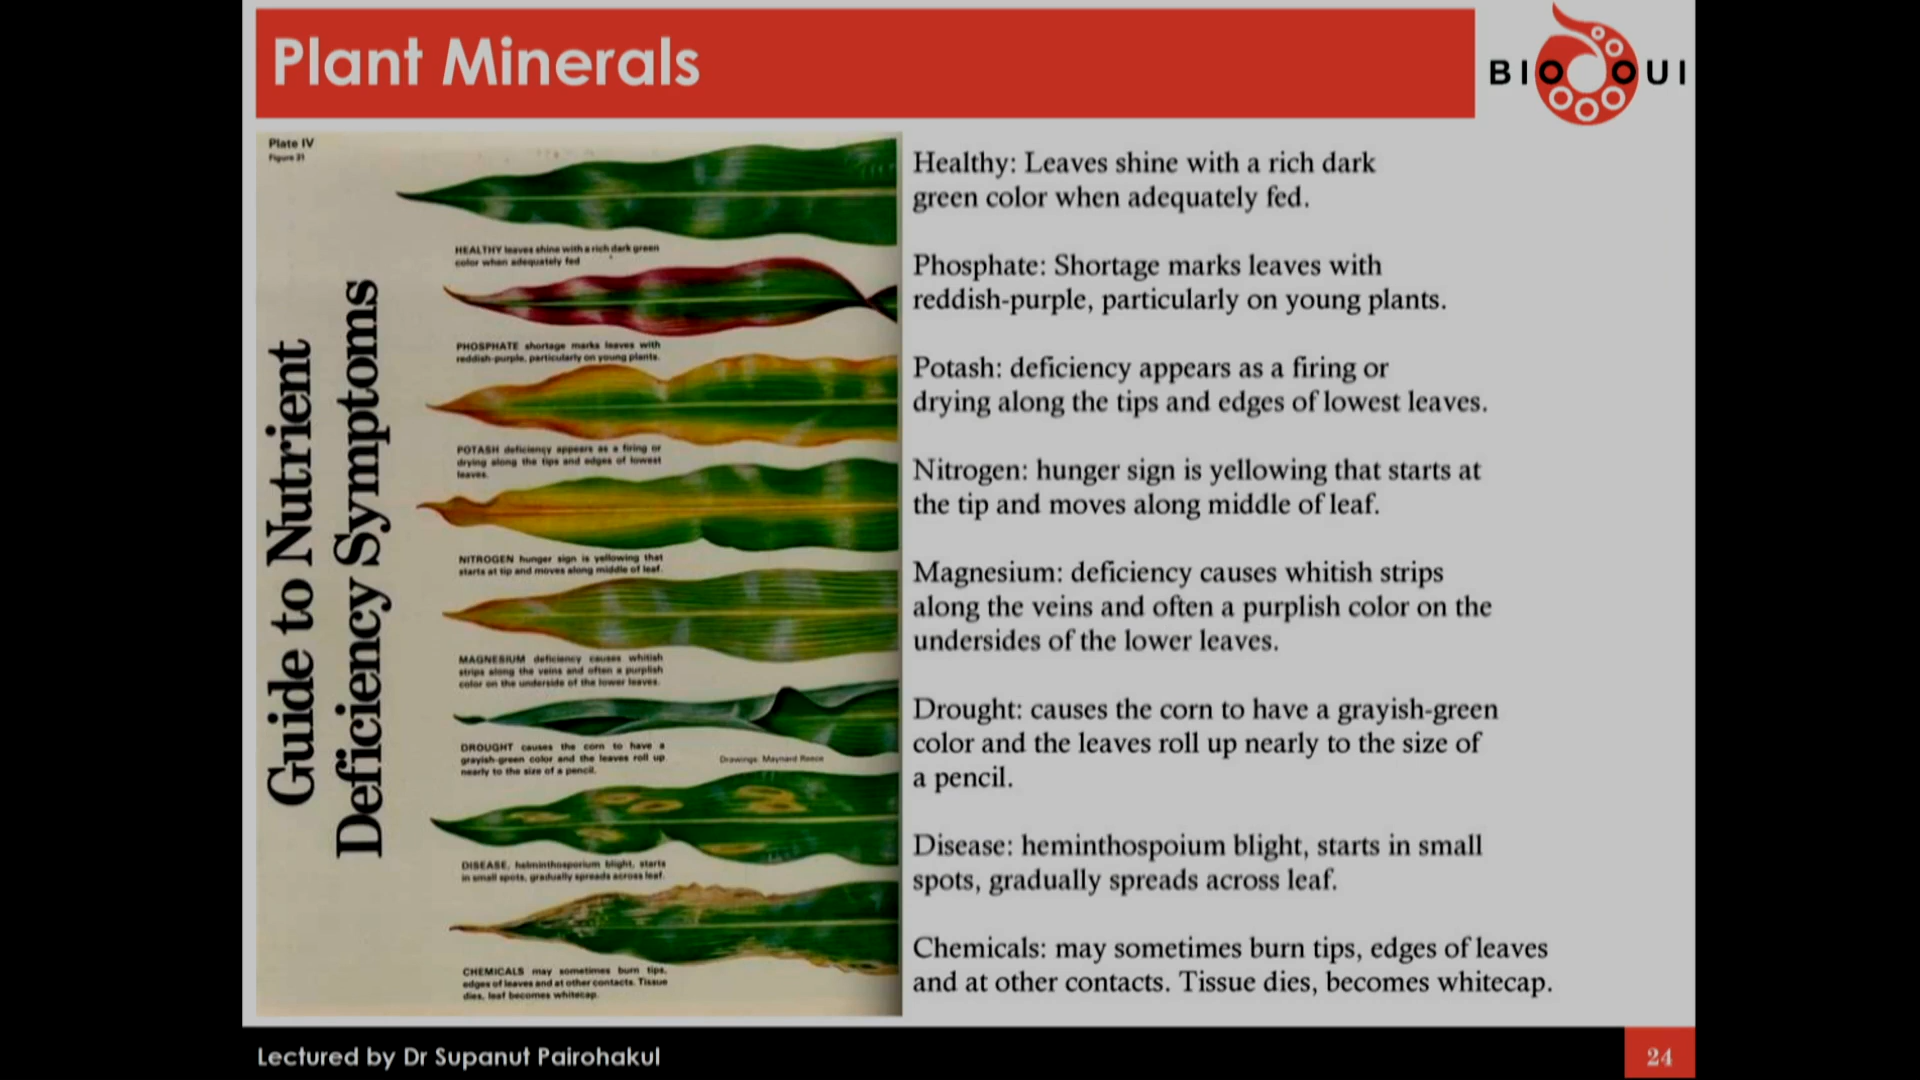 Plant Minerals
BIO OUI
Plate IV
Figure 31
Guide to Nutrient
Deficiency Symptoms
HEALTHY leaves shine with a rich dark green
color when adequately fed
PHOSPHATE shortage marks leaves with
reddish-purple, particularly on young plants.
POTASH deficiency appears as a firing or
drying along the tips and edges of lowest
leaves.
NITROGEN hunger sign is yellowing that
starts at tip and moves along middle of leaf.
MAGNESIUM deficiency causes whitish
strips along the veins and often a purplish
color on the underside of the lower leaves.
DROUGHT causes the corn to have a
grayish-green color and the leaves roll up
nearly to the size of a pencil.
Drawings: Maynard Reece
DISEASE, helminthosporium blight, starts
in small spots, gradually spreads across leaf.
CHEMICALS may sometimes burn tips,
edges of leaves and at other contacts. Tissue
dies, leaf becomes whitecap.
Healthy: Leaves shine with a rich dark
green color when adequately fed.
Phosphate: Shortage marks leaves with
reddish-purple, particularly on young plants.
Potash: deficiency appears as a firing or
drying along the tips and edges of lowest leaves.
Nitrogen: hunger sign is yellowing that starts at
the tip and moves along middle of leaf.
Magnesium: deficiency causes whitish strips
along the veins and often a purplish color on the
undersides of the lower leaves.
Drought: causes the corn to have a grayish-green
color and the leaves roll up nearly to the size of
a pencil.
Disease: heminthospoium blight, starts in small
spots, gradually spreads across leaf.
Chemicals: may sometimes burn tips, edges of leaves
and at other contacts. Tissue dies, becomes whitecap.
Lectured by Dr Supanut Pairohakul
24